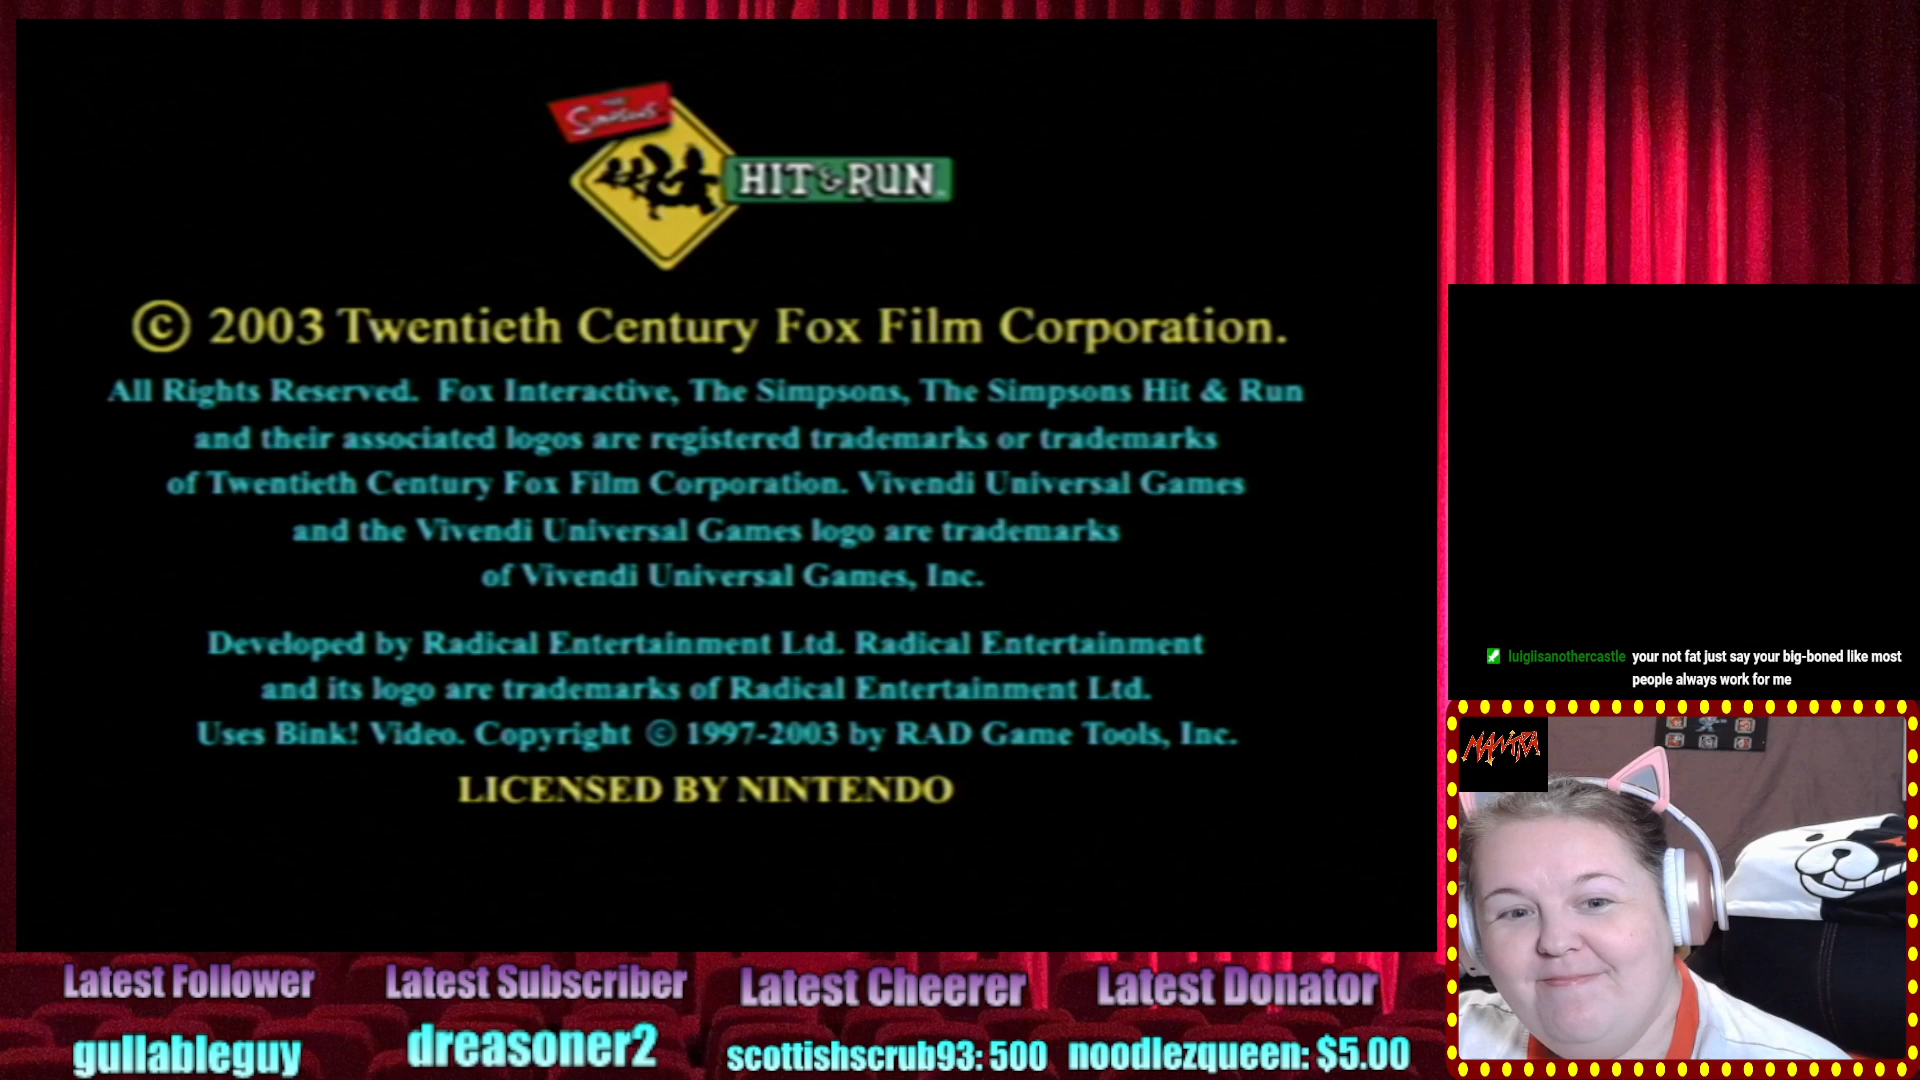 THE
Simpsons
HIT & RUN
© 2003 Twentieth Century Fox Film Corporation.
All Rights Reserved. Fox Interactive, The Simpsons, The Simpsons Hit & Run
and their associated logos are registered trademarks or trademarks
of Twentieth Century Fox Film Corporation. Vivendi Universal Games
and the Vivendi Universal Games logo are trademarks
of Vivendi Universal Games, Inc.
Developed by Radical Entertainment Ltd. Radical Entertainment
and its logo are trademarks of Radical Entertainment Ltd.
Uses Bink! Video. Copyright © 1997-2003 by RAD Game Tools, Inc.
LICENSED BY NINTENDO
luigiisanothercastle your not fat just say your big-boned like most
people always work for me
MANTRA
Latest Follower
gullableguy
Latest Subscriber
dreasoner2
Latest Cheerer
scottishscrub93: 500
Latest Donator
noodlezqueen: $5.00